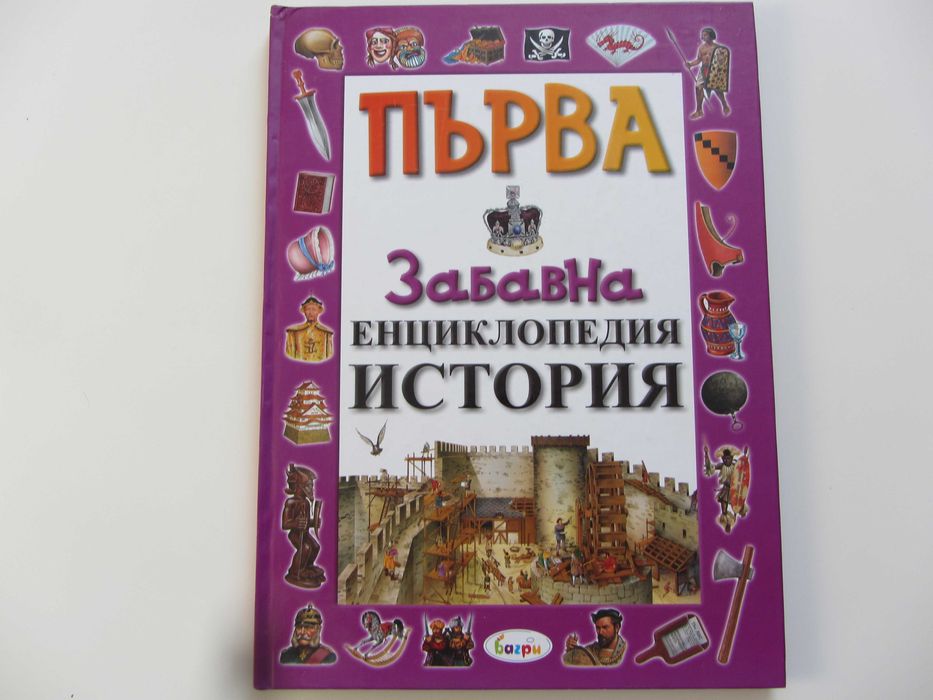 ПЪРВА
Забавна
ЕНЦИКЛОПЕДИЯ
ИСТОРИЯ
багри